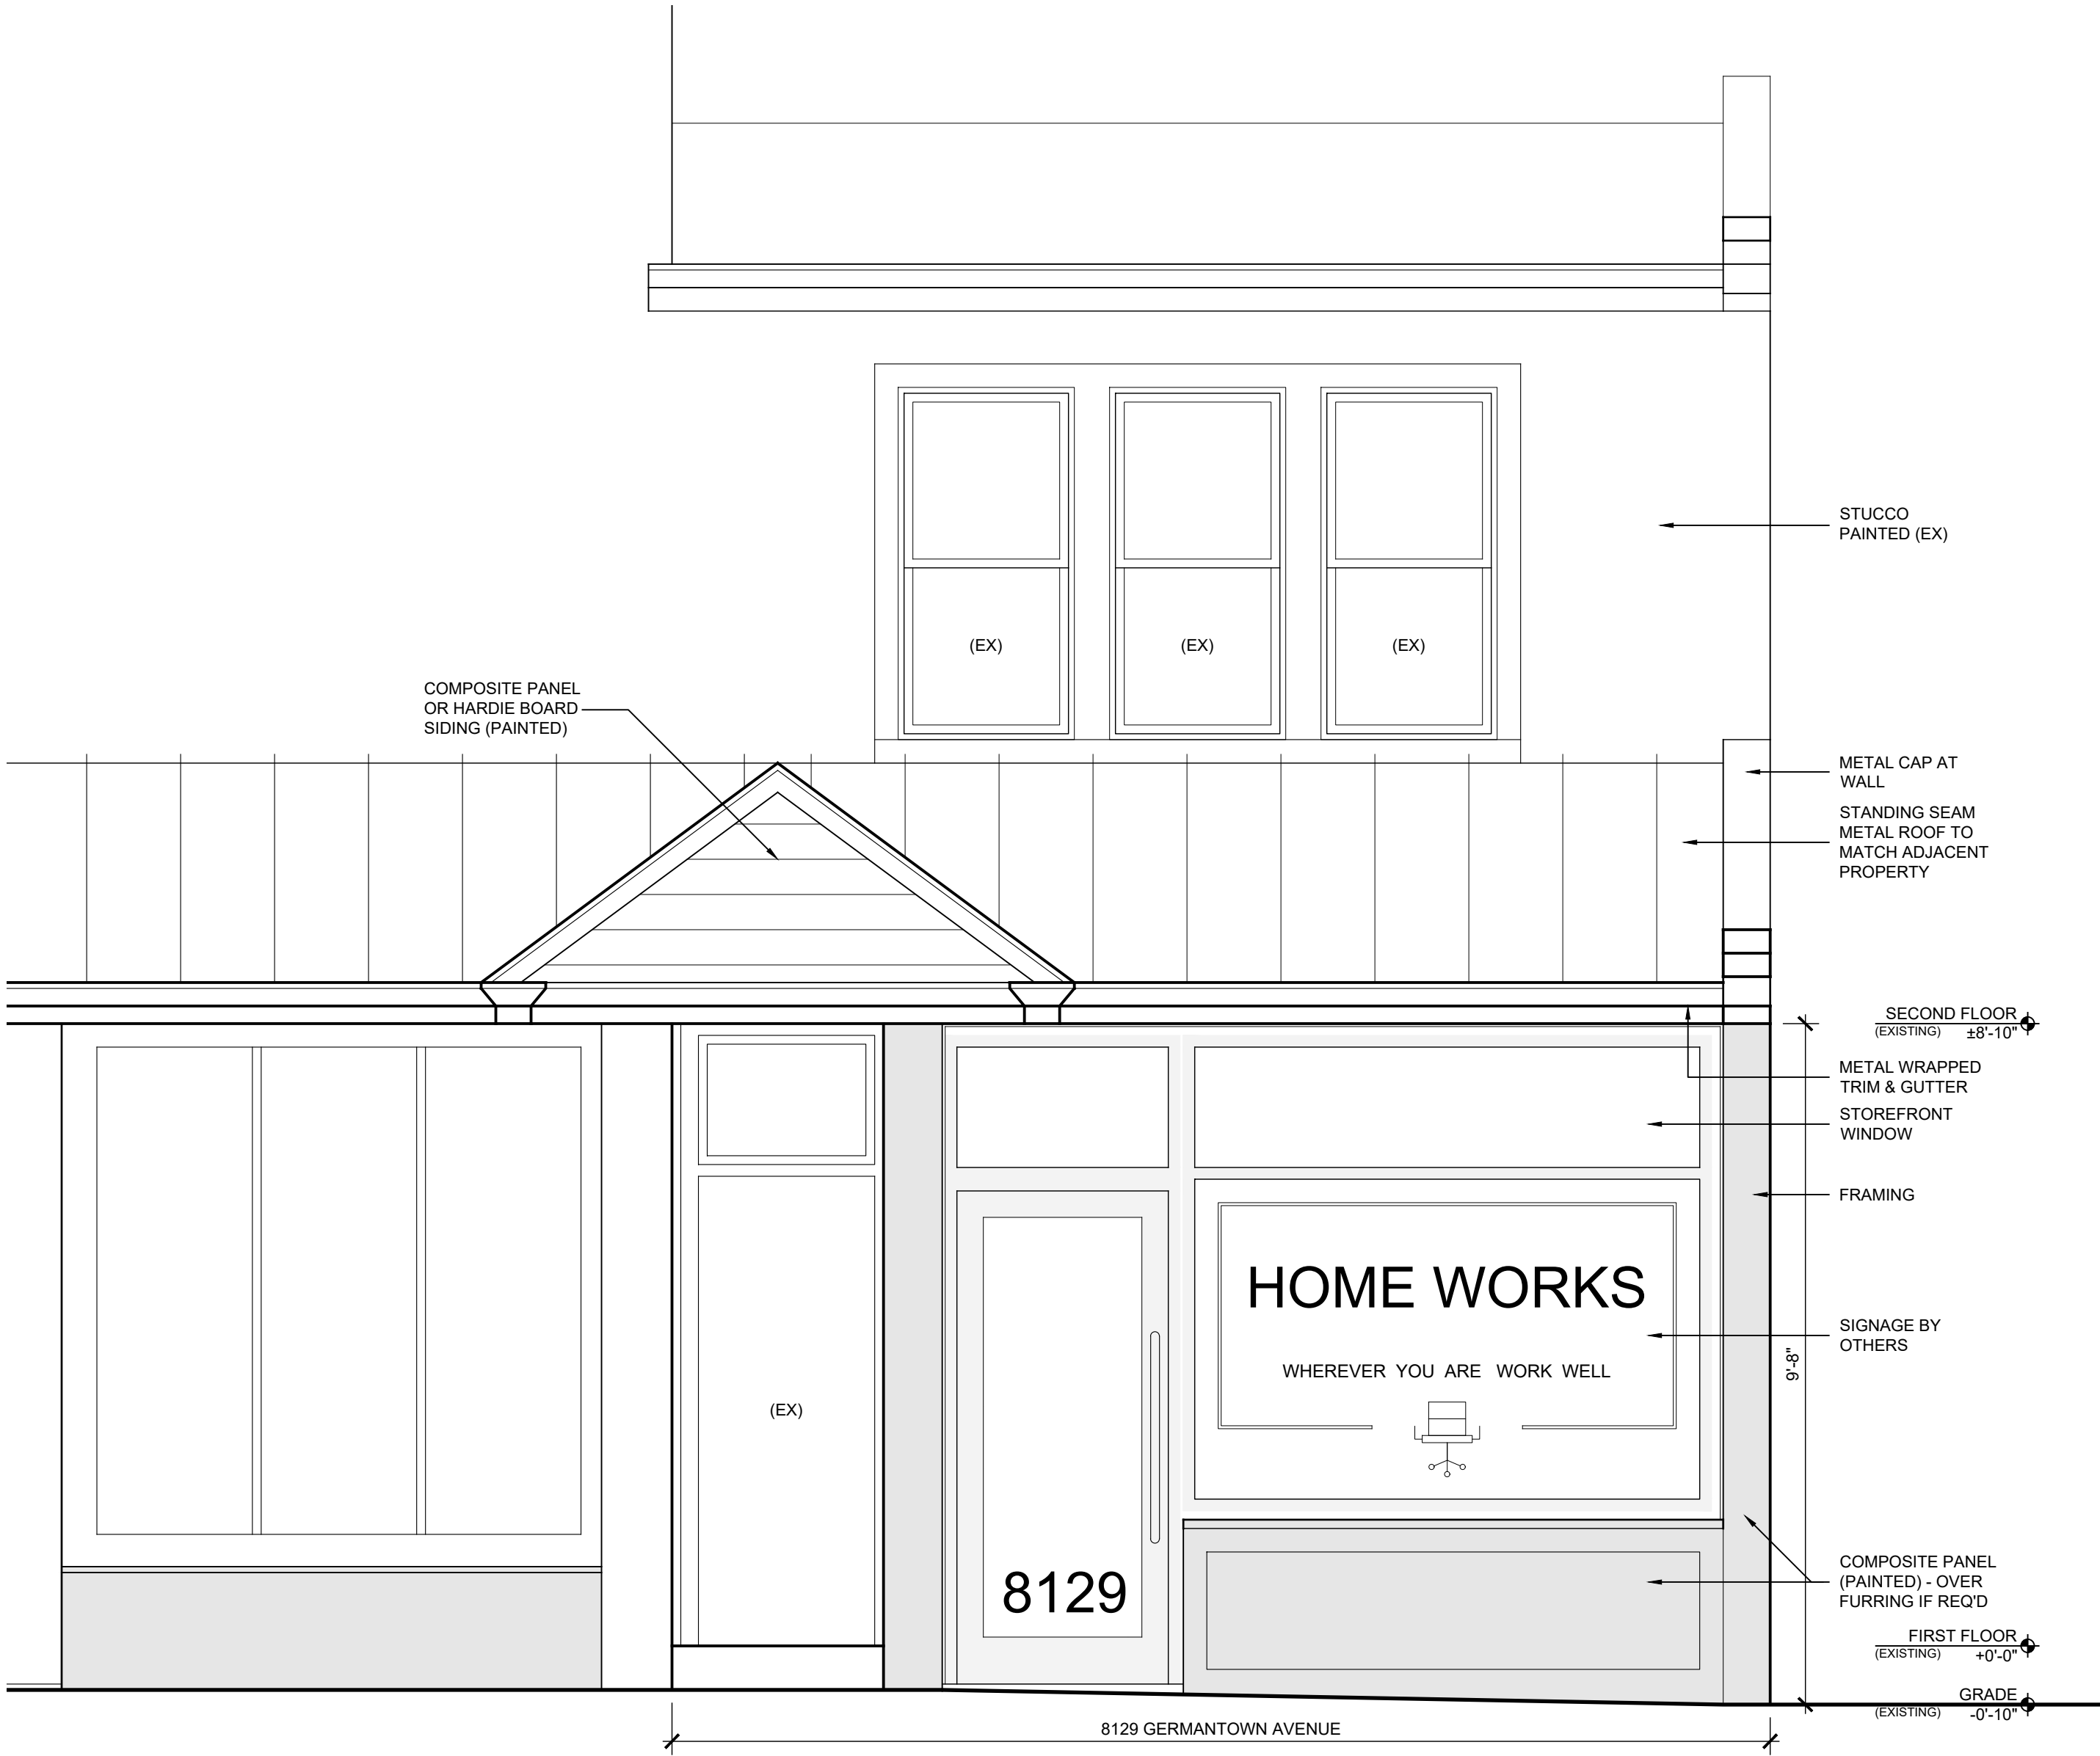 STUCCO
PAINTED (EX)
(EX) (EX) (EX)
COMPOSITE PANEL
OR HARDIE BOARD
SIDING (PAINTED)
METAL CAP AT
WALL
STANDING SEAM
METAL ROOF TO
MATCH ADJACENT
PROPERTY
SECOND FLOOR
(EXISTING) ±8'-10"
METAL WRAPPED
TRIM & GUTTER
STOREFRONT
WINDOW
FRAMING
HOME WORKS
SIGNAGE BY
OTHERS
9'-8"
WHEREVER YOU ARE WORK WELL
(EX)
8129
COMPOSITE PANEL
(PAINTED) - OVER
FURRING IF REQ'D
FIRST FLOOR
(EXISTING) +0'-0"
GRADE
(EXISTING) -0'-10"
8129 GERMANTOWN AVENUE